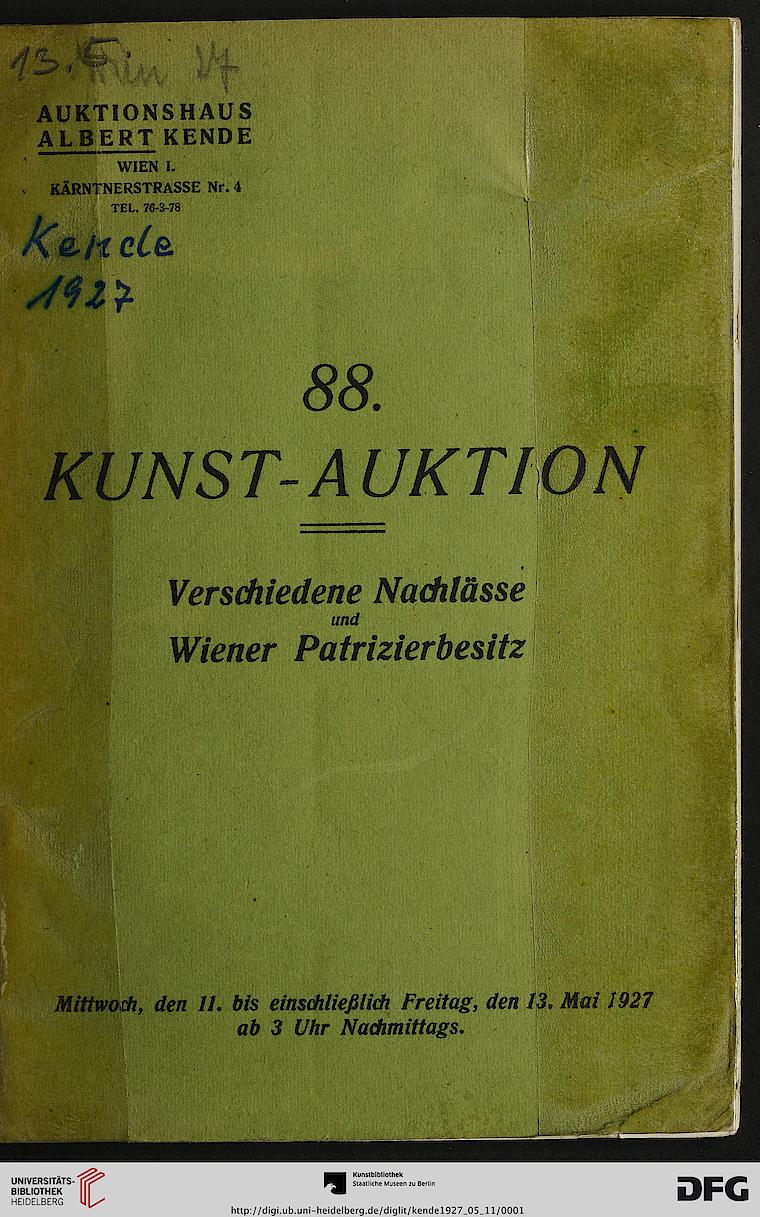 13. 5
AUKTIONSHAUS
ALBERT KENDE
WIEN I.
KÄRNTNERSTRASSE Nr. 4
TEL. 76-3-78
Kende
1927
88.
KUNST-AUKTION
Verschiedene Nachlässe
und
Wiener Patrizierbesitz
Mittwoch, den 11. bis einschließlich Freitag, den 13. Mai 1927
ab 3 Uhr Nachmittags.
UNIVERSITÄTS-
BIBLIOTHEK
HEIDELBERG
Kunstbibliothek
Staatliche Museen zu Berlin
DFG
http://digi.ub.uni-heidelberg.de/diglit/kende1927_05_11/0001